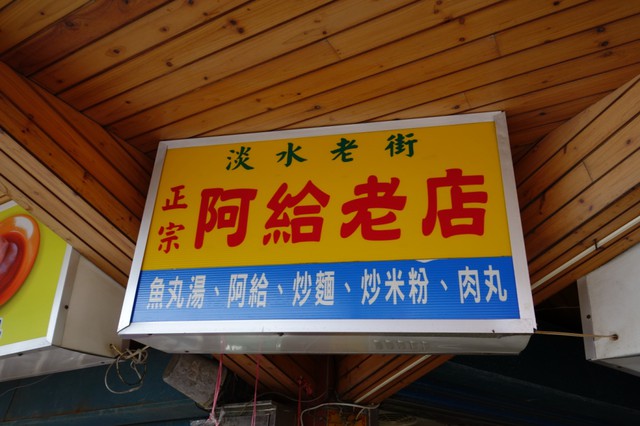 淡水老街
正宗
阿給老店
魚丸湯、阿給、炒麵、炒米粉、肉丸